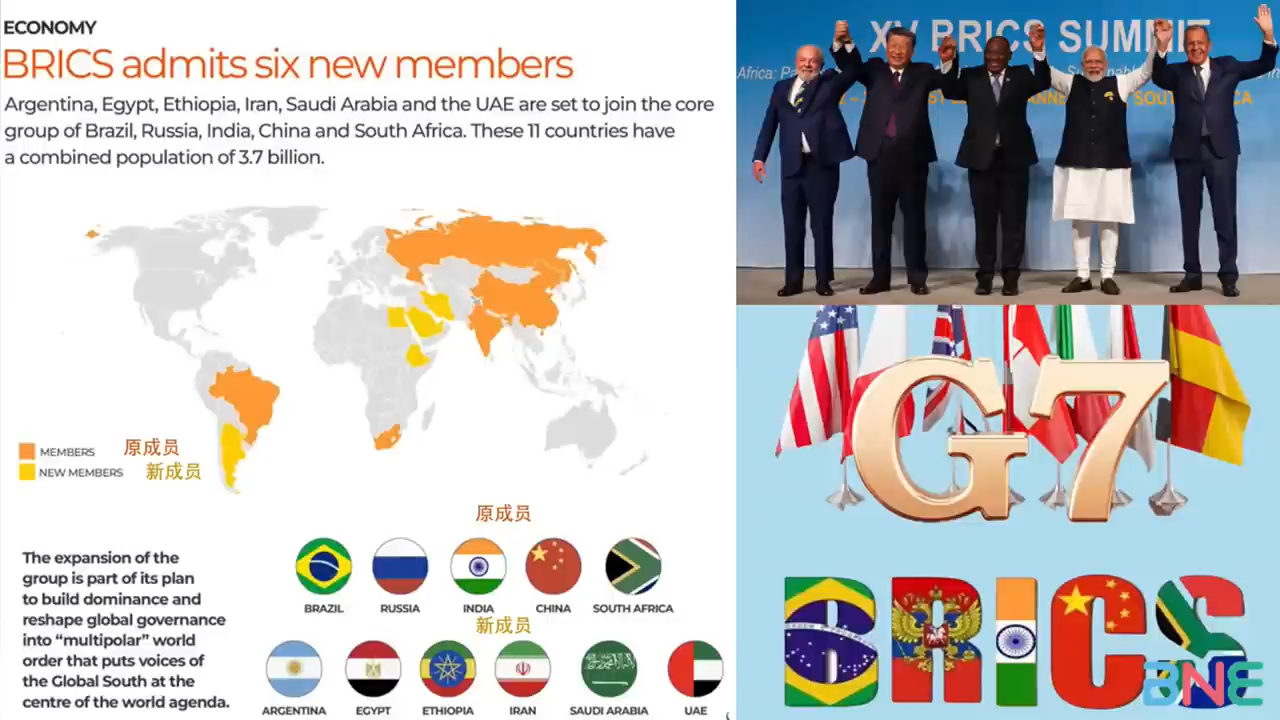 ECONOMY
BRICS admits six new members
Argentina, Egypt, Ethiopia, Iran, Saudi Arabia and the UAE are set to join the core
group of Brazil, Russia, India, China and South Africa. These 11 countries have
a combined population of 3.7 billion.
MEMBERS 原成员
NEW MEMBERS 新成员
The expansion of the
group is part of its plan
to build dominance and
reshape global governance
into “multipolar” world
order that puts voices of
the Global South at the
centre of the world agenda.
原成员
BRAZIL RUSSIA INDIA CHINA SOUTH AFRICA
新成员
ARGENTINA EGYPT ETHIOPIA IRAN SAUDI ARABIA UAE
XV BRICS SUMMIT
Africa:
G7
BRICS
BNE